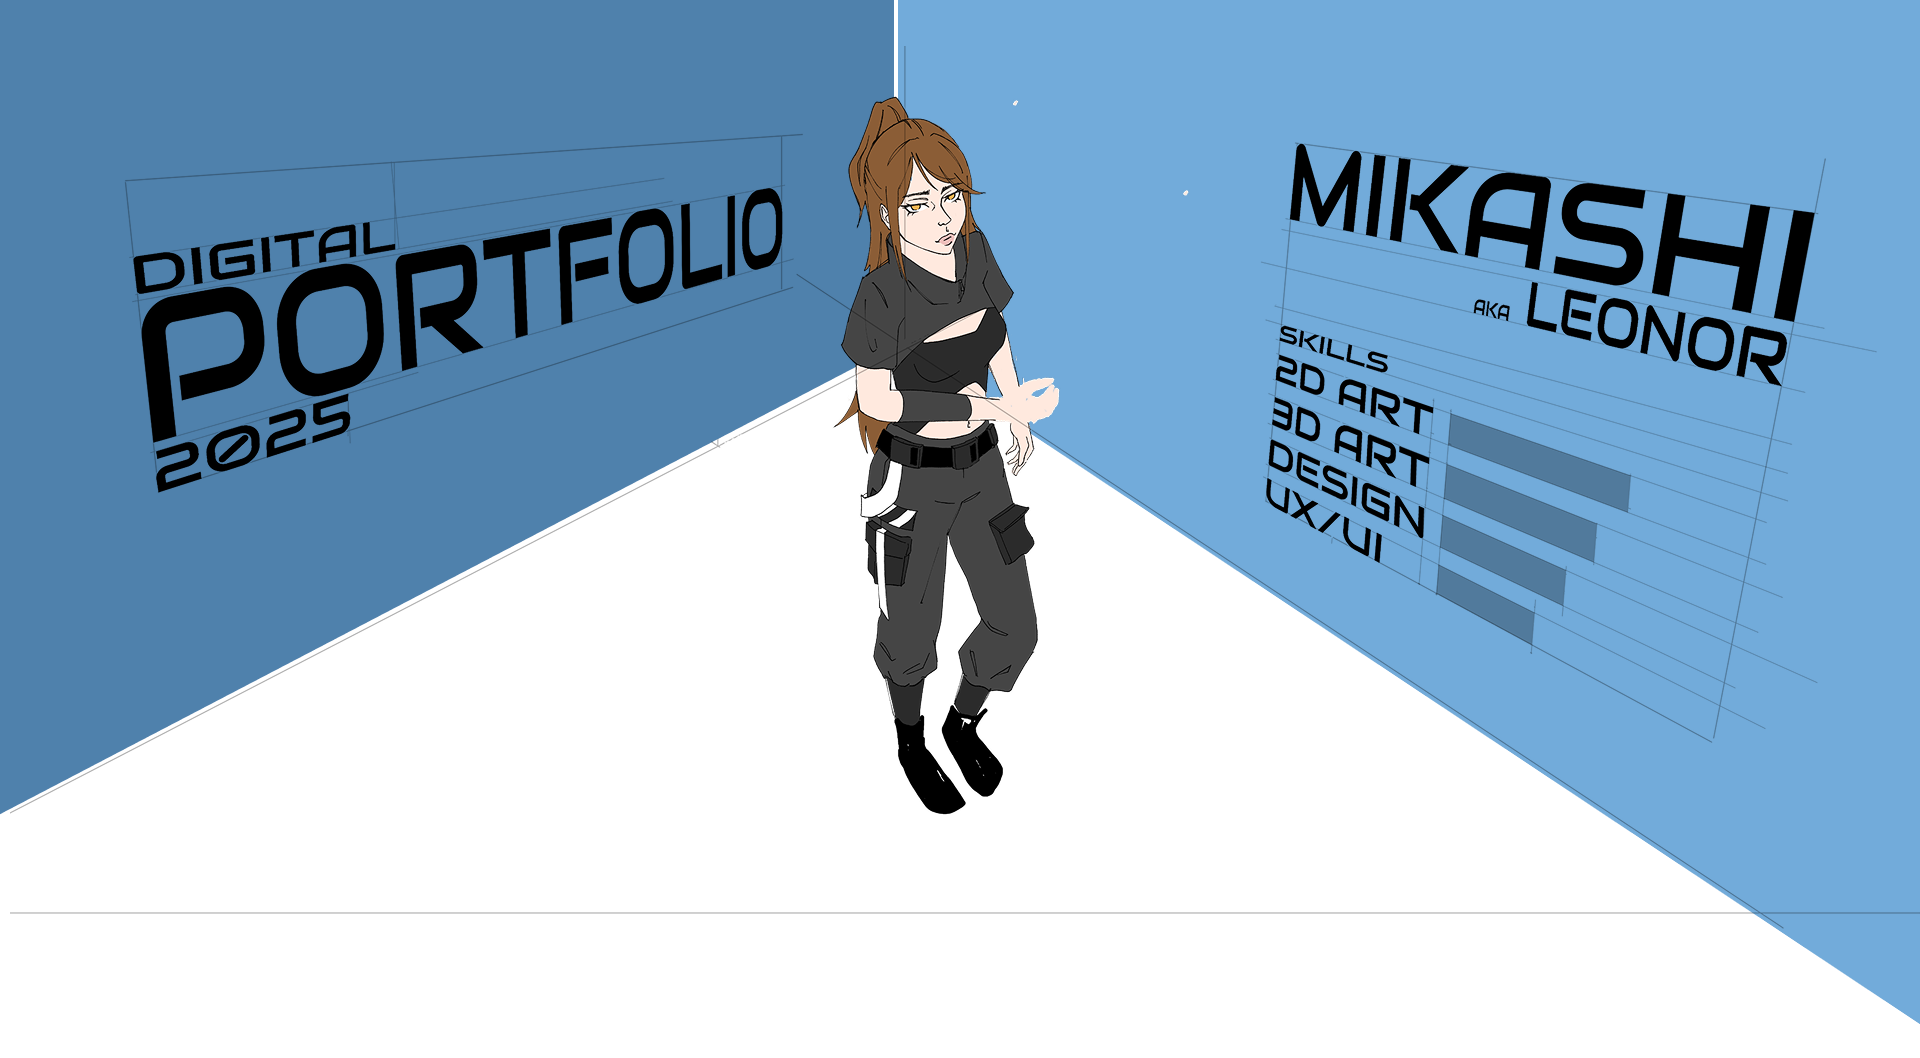 DIGITAL
PORTFOLIO
2025
MIKASHI
AKA LEONOR
SKILLS
2D ART
3D ART
DESIGN
UX/UI